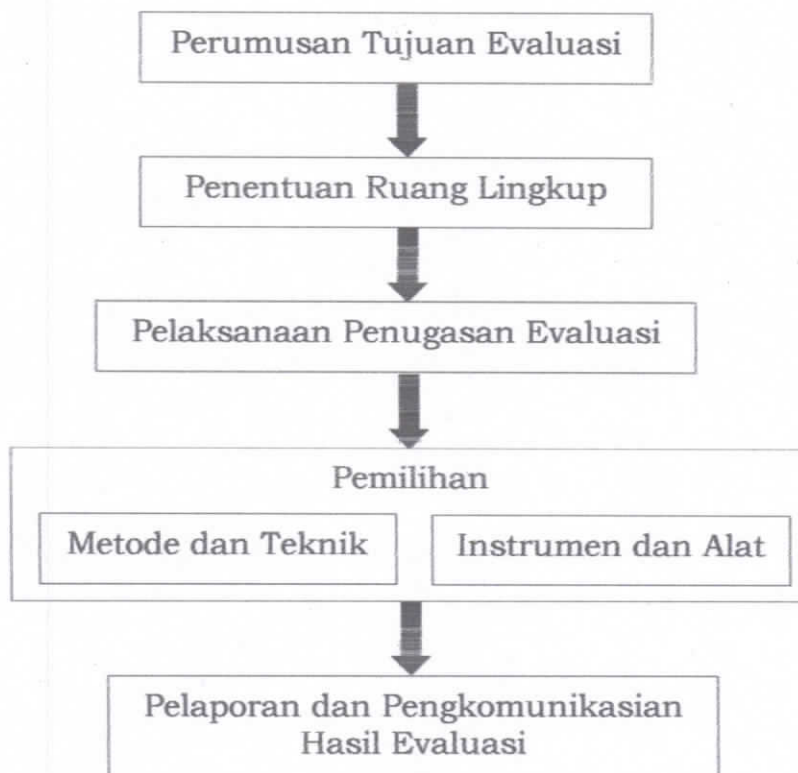 Perumusan Tujuan Evaluasi
Penentuan Ruang Lingkup
Pelaksanaan Penugasan Evaluasi
Pemilihan
Metode dan Teknik
Instrumen dan Alat
Pelaporan dan Pengkomunikasian
Hasil Evaluasi